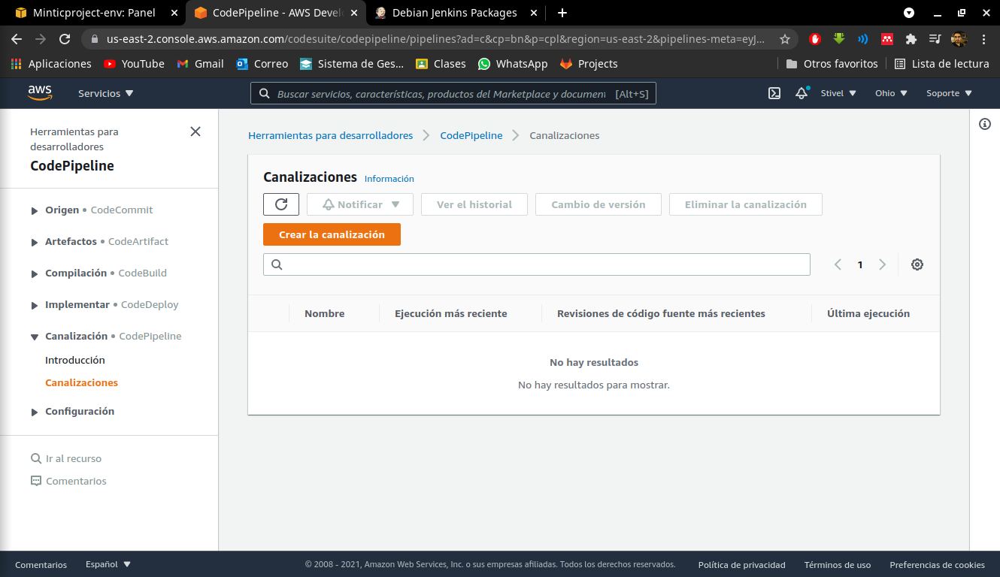 Minticproject-env: Panel
CodePipeline - AWS Develo
Debian Jenkins Packages
us-east-2.console.aws.amazon.com/codesuite/codepipeline/pipelines?ad=c&cp=bn&p=cpl&region=us-east-2&pipelines-meta=eyJ...
Aplicaciones YouTube Gmail Correo Sistema de Ges... Clases WhatsApp Projects Otros favoritos Lista de lectura
aws Servicios Buscar servicios, características, productos del Marketplace y document [Alt+S] Stivel Ohio Soporte
Herramientas para
desarrolladores
CodePipeline
Origen • CodeCommit
Artefactos • CodeArtifact
Compilación • CodeBuild
Implementar • CodeDeploy
Canalización • CodePipeline
Introducción
Canalizaciones
Configuración
Ir al recurso
Comentarios
Herramientas para desarrolladores CodePipeline Canalizaciones
Canalizaciones Información
Notificar Ver el historial Cambio de versión Eliminar la canalización
Crear la canalización
1
Nombre Ejecución más reciente Revisiones de código fuente más recientes Última ejecución
No hay resultados
No hay resultados para mostrar.
Comentarios Español © 2008 - 2021, Amazon Web Services, Inc. o sus empresas afiliadas. Todos los derechos reservados. Política de privacidad Términos de uso Preferencias de cookies